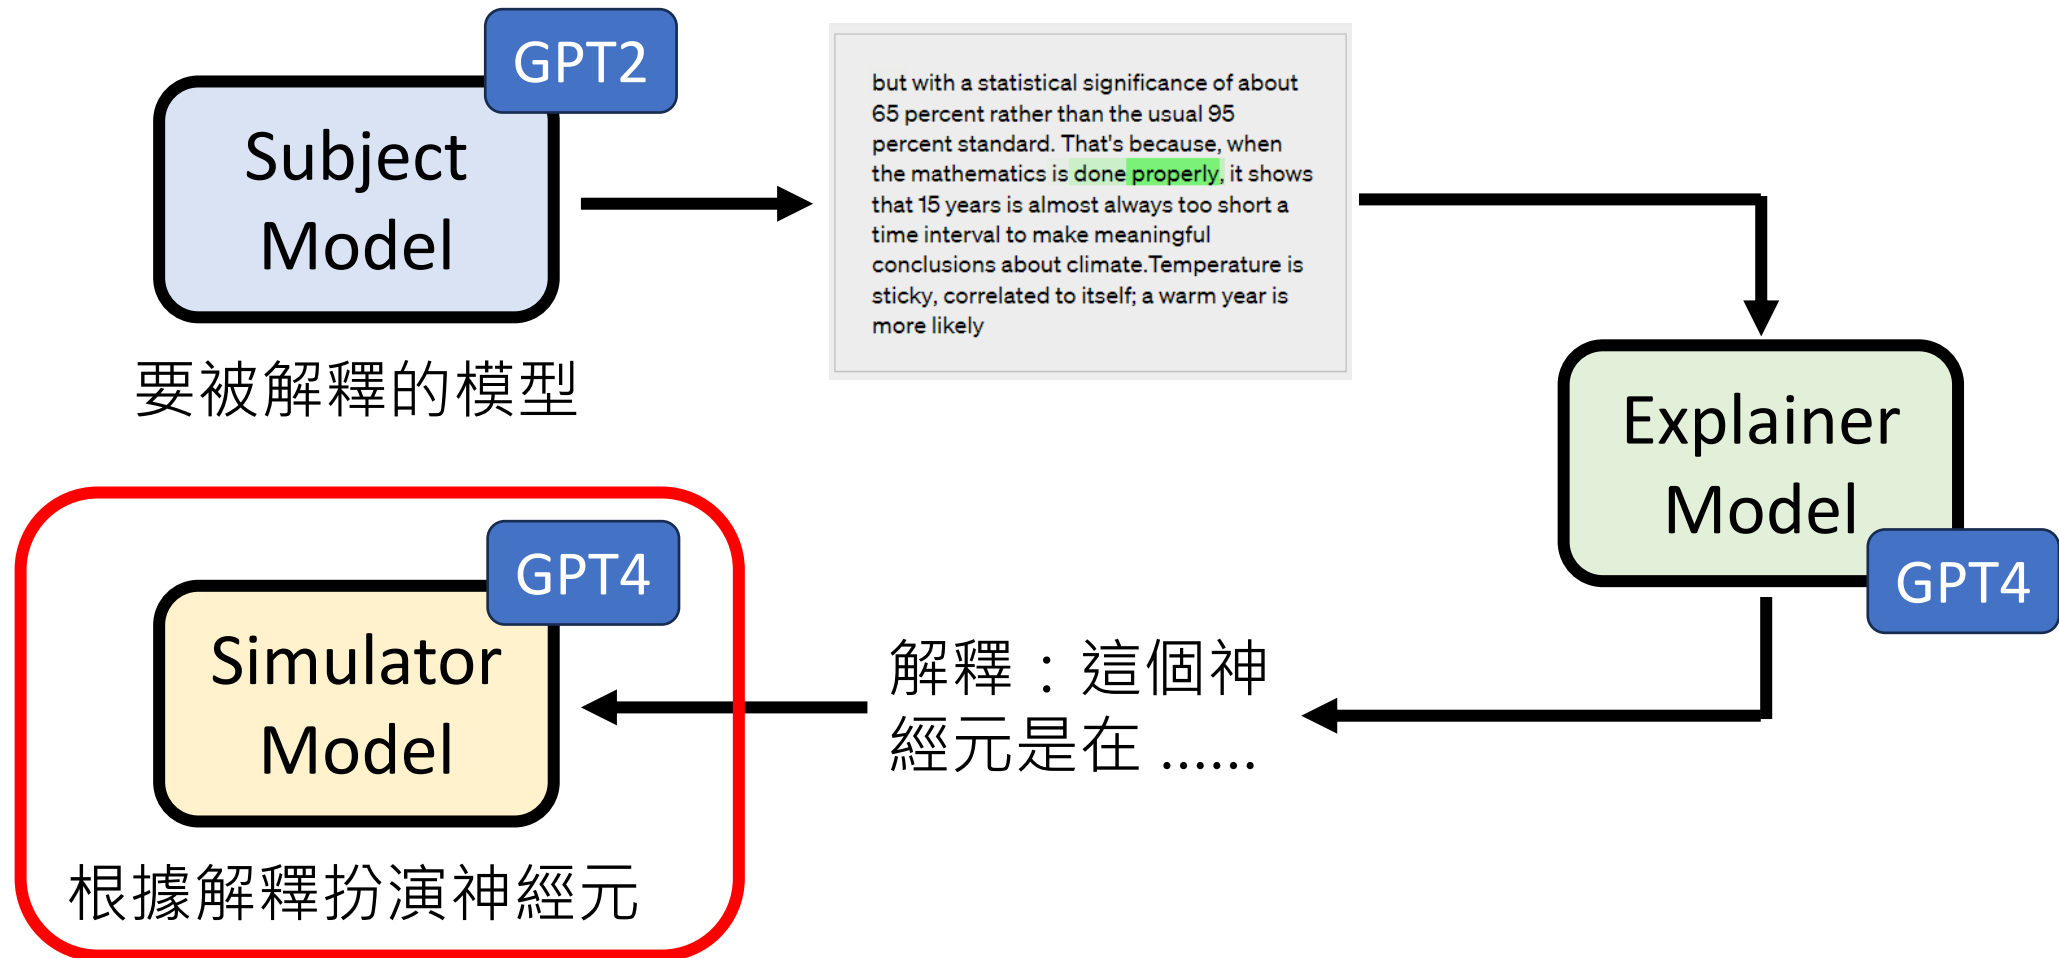 GPT2
Subject
Model
要被解釋的模型
but with a statistical significance of about
65 percent rather than the usual 95
percent standard. That's because, when
the mathematics is done properly, it shows
that 15 years is almost always too short a
time interval to make meaningful
conclusions about climate.Temperature is
sticky, correlated to itself; a warm year is
more likely
Explainer
Model
GPT4
解釋：這個神
經元是在 ......
GPT4
Simulator
Model
根據解釋扮演神經元